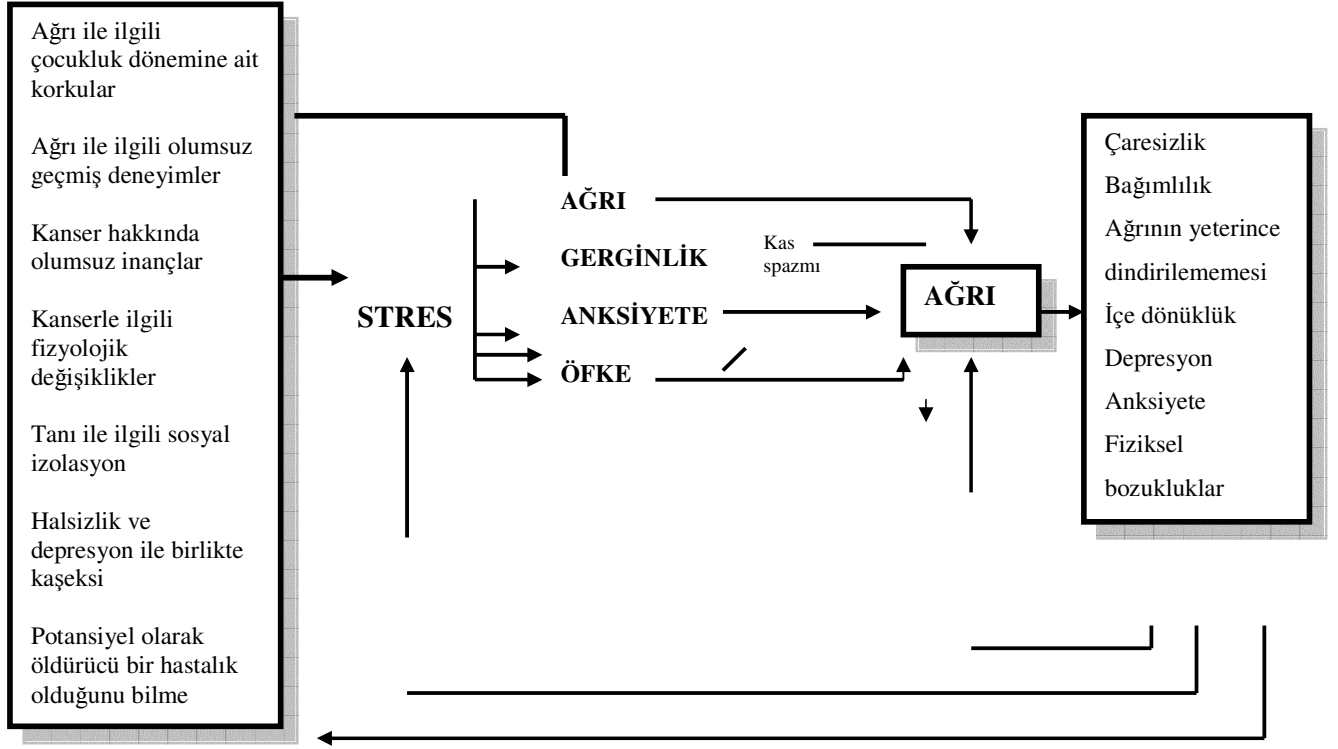 Ağrı ile ilgili
çocukluk dönemine ait
korkular
Ağrı ile ilgili olumsuz
geçmiş deneyimler
Kanser hakkında
olumsuz inançlar
Kanserle ilgili
fizyolojik
değişiklikler
Tanı ile ilgili sosyal
izolasyon
Halsizlik ve
depresyon ile birlikte
kaşeksi
Potansiyel olarak
öldürücü bir hastalık
olduğunu bilme
STRES
AĞRI
GERGİNLİK
ANKSİYETE
ÖFKE
Kas
spazmı
AĞRI
Çaresizlik
Bağımlılık
Ağrının yeterince
dindirilememesi
İçe dönüklük
Depresyon
Anksiyete
Fiziksel
bozukluklar